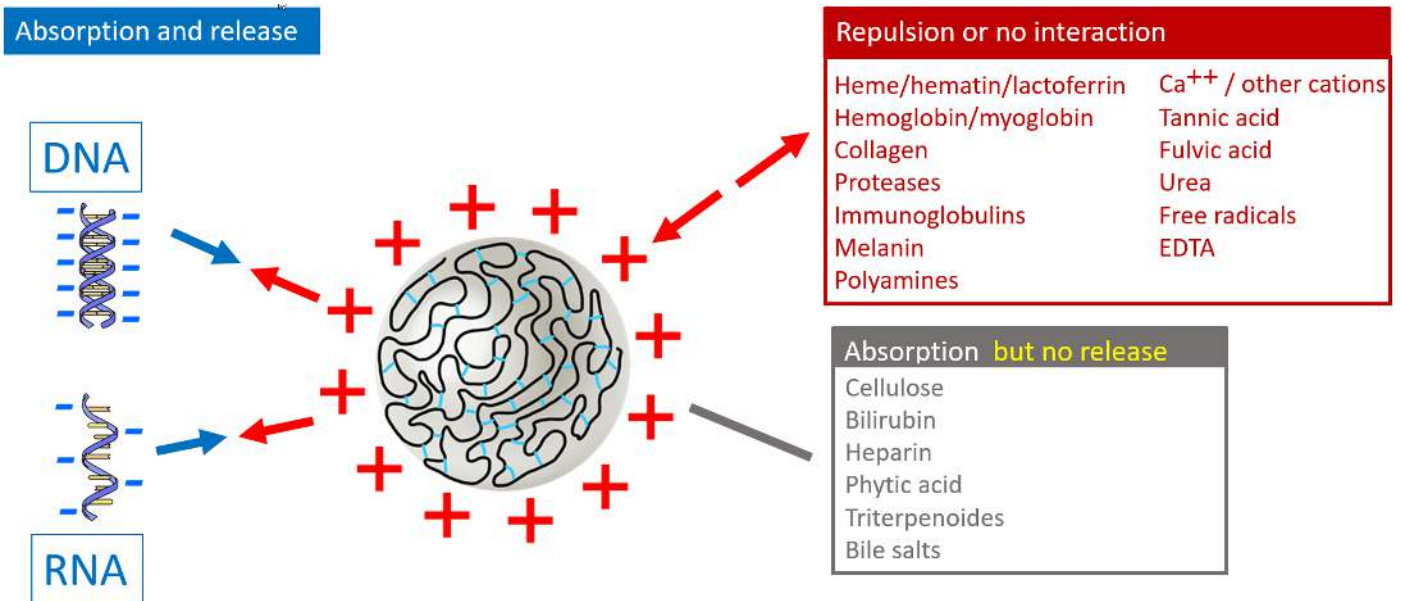 Absorption and release
DNA
RNA
Repulsion or no interaction
Heme/hematin/lactoferrin
Hemoglobin/myoglobin
Collagen
Proteases
Immunoglobulins
Melanin
Polyamines
Ca++ / other cations
Tannic acid
Fulvic acid
Urea
Free radicals
EDTA
Absorption but no release
Cellulose
Bilirubin
Heparin
Phytic acid
Triterpenoides
Bile salts